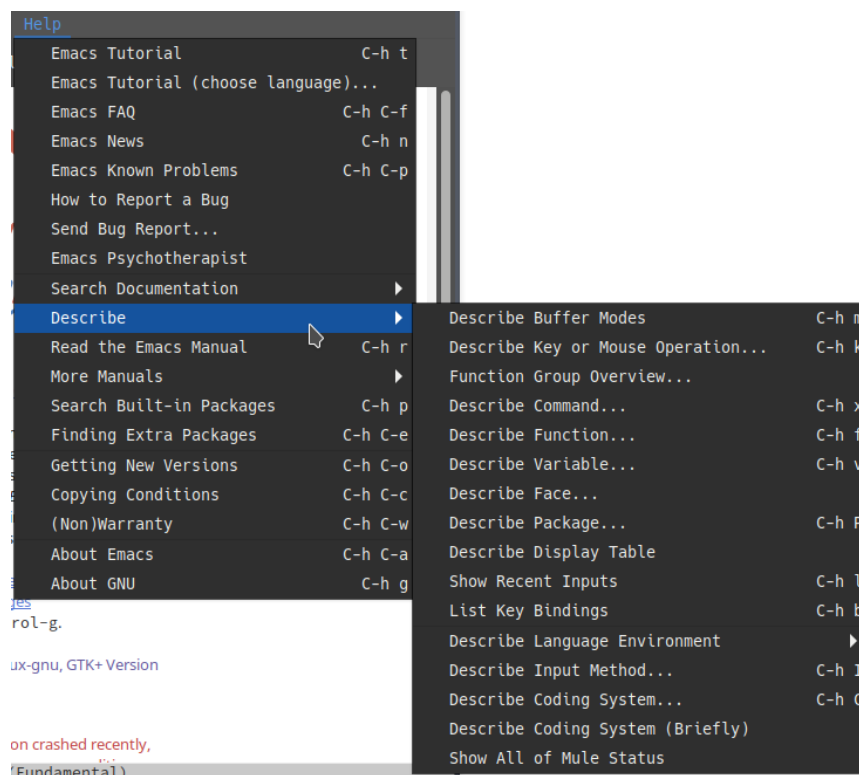 Help
Emacs Tutorial C-h t
Emacs Tutorial (choose language)...
Emacs FAQ C-h C-f
Emacs News C-h n
Emacs Known Problems C-h C-p
How to Report a Bug
Send Bug Report...
Emacs Psychotherapist
Search Documentation
Describe
Read the Emacs Manual C-h r
More Manuals
Search Built-in Packages C-h p
Finding Extra Packages C-h C-e
Getting New Versions C-h C-o
Copying Conditions C-h C-c
(Non)Warranty C-h C-w
About Emacs C-h C-a
About GNU C-h g
Describe Buffer Modes C-h m
Describe Key or Mouse Operation... C-h k
Function Group Overview...
Describe Command... C-h x
Describe Function... C-h f
Describe Variable... C-h v
Describe Face...
Describe Package... C-h P
Describe Display Table
Show Recent Inputs C-h l
List Key Bindings C-h b
Describe Language Environment
Describe Input Method... C-h I
Describe Coding System... C-h C
Describe Coding System (Briefly)
Show All of Mule Status
rol-g.
ux-gnu, GTK+ Version
on crashed recently,
(Fundamental)